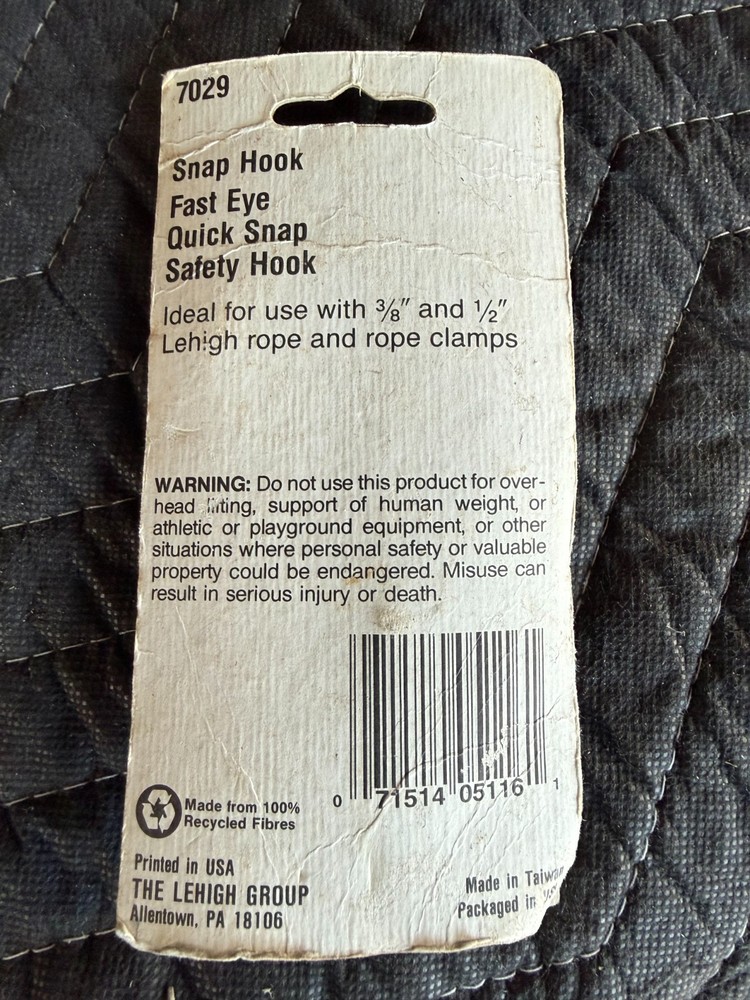 7029
Snap Hook
Fast Eye
Quick Snap
Safety Hook
Ideal for use with 3/8" and 1/2"
Lehigh rope and rope clamps
WARNING: Do not use this product for over-
head lifting, support of human weight, or
athletic or playground equipment, or other
situations where personal safety or valuable
property could be endangered. Misuse can
result in serious injury or death.
0 71514 05116 1
Made from 100%
Recycled Fibres
Printed in USA
THE LEHIGH GROUP
Allentown, PA 18106
Made in Taiwan
Packaged in